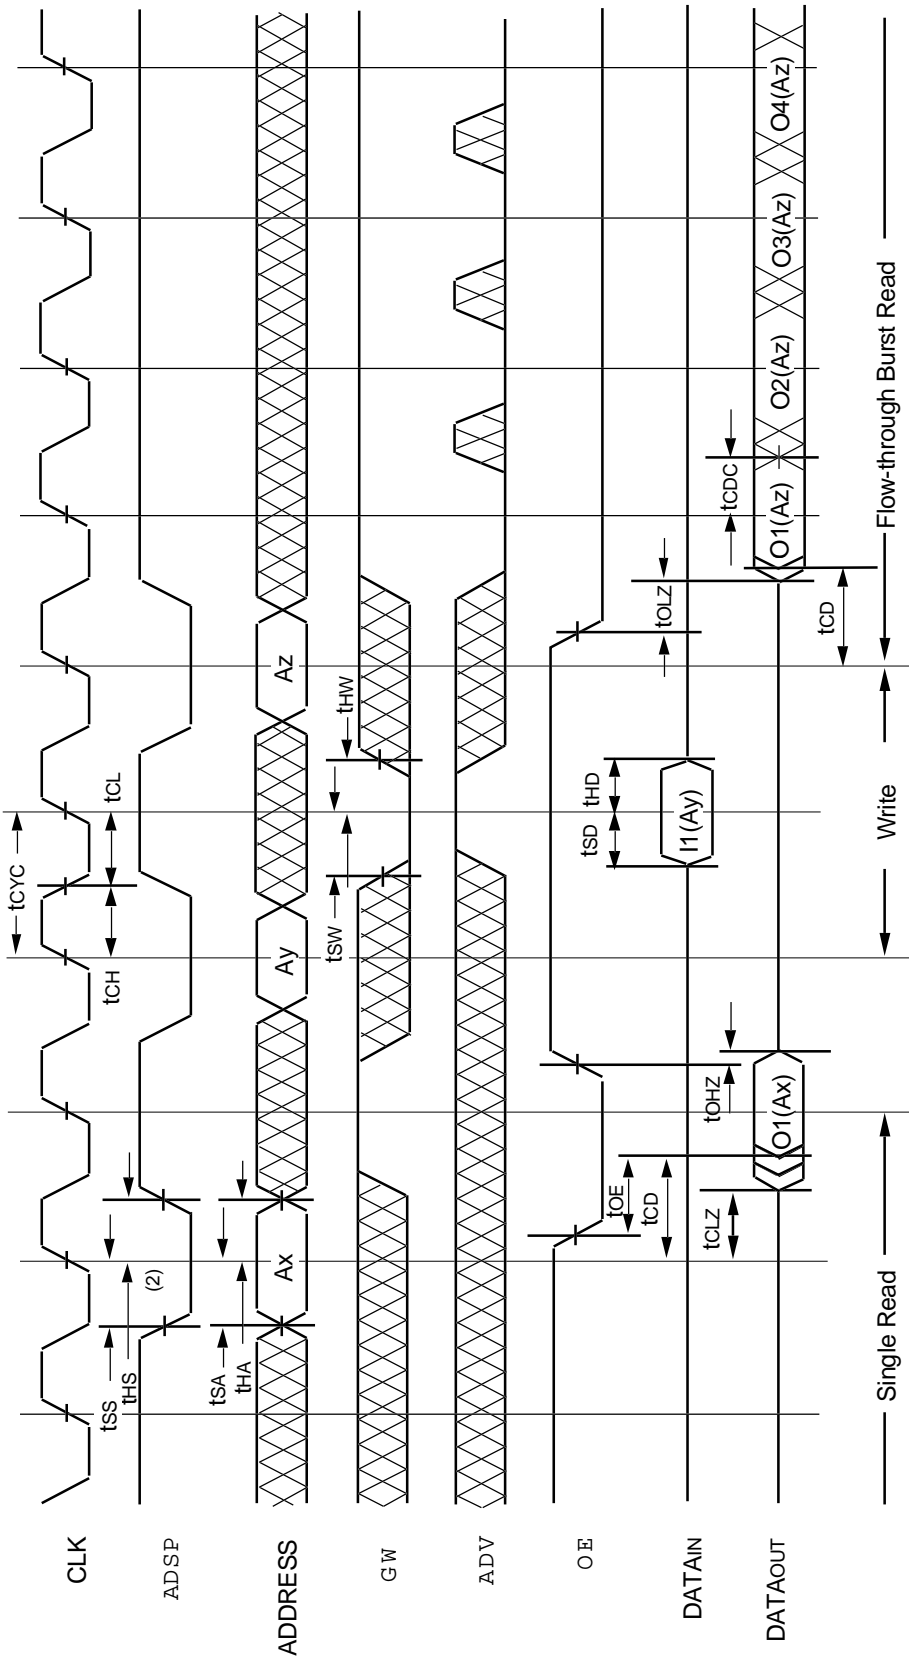 CLK
tCYC
tCH
tCL
ADSP
tSS
tHS
(2)
ADDRESS
tSA
tHA
Ax
Ay
Az
GW
tSW
tHW
ADV
OE
tOE
tOHZ
tOLZ
DATAIN
tCD
tSD
tHD
I1(Ay)
DATAOUT
tCLZ
O1(Ax)
tCD
tCDC
O1(Az)
O2(Az)
O3(Az)
O4(Az)
Single Read
Write
Flow-through Burst Read